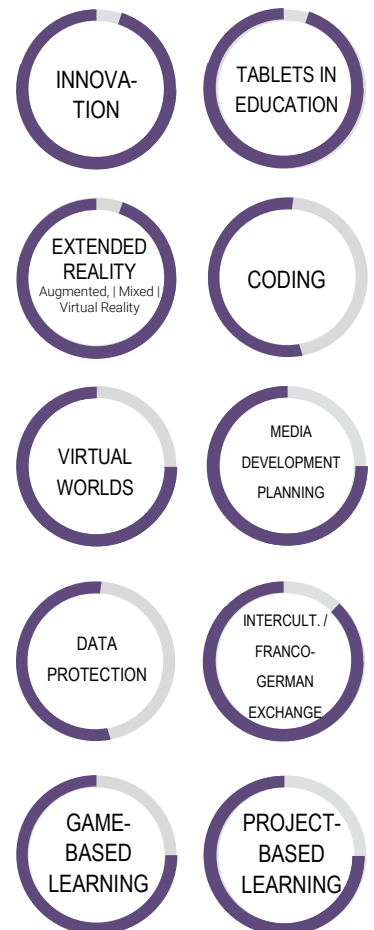 INNOVA-
TION
TABLETS IN
EDUCATION
EXTENDED
REALITY
Augmented, | Mixed |
Virtual Reality
CODING
VIRTUAL
WORLDS
MEDIA
DEVELOPMENT
PLANNING
DATA
PROTECTION
INTERCULT. /
FRANCO-
GERMAN
EXCHANGE
GAME-
BASED
LEARNING
PROJECT-
BASED
LEARNING